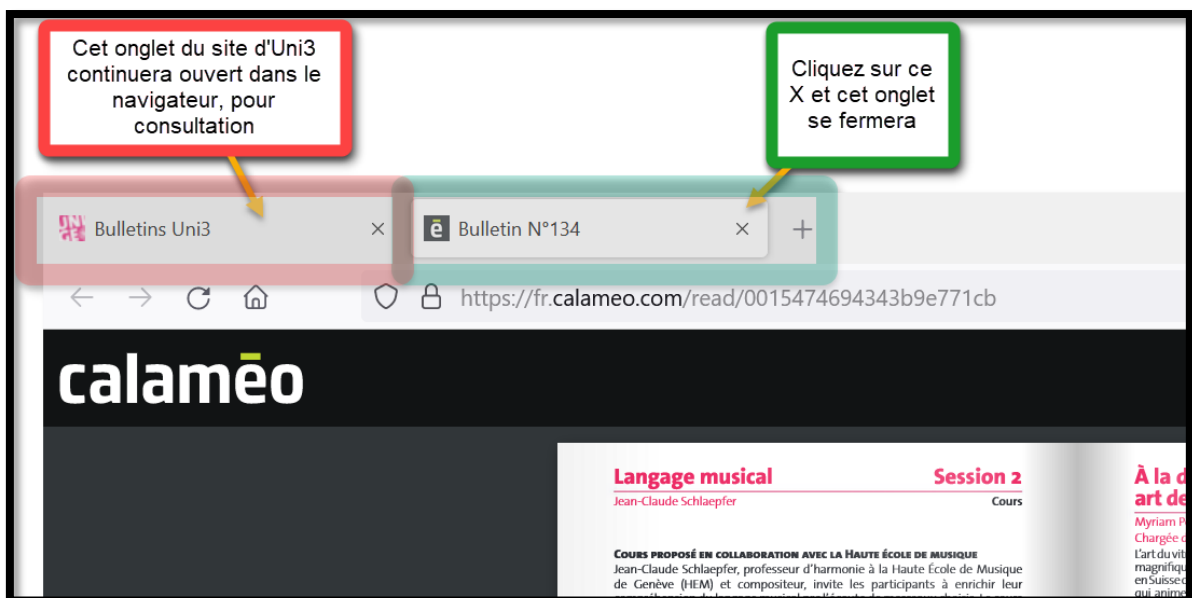 Cet onglet du site d'Uni3
continuera ouvert dans le
navigateur, pour
consultation
Cliquez sur ce
X et cet onglet
se fermera
Bulletins Uni3
Bulletin N°134
https://fr.calameo.com/read/0015474694343b9e771cb
calamēo
Langage musical Session 2
Jean-Claude Schlaepfer Cours
COURS PROPOSÉ EN COLLABORATION AVEC LA HAUTE ÉCOLE DE MUSIQUE
Jean-Claude Schlaepfer, professeur d'harmonie à la Haute École de Musique
de Genève (HEM) et compositeur, invite les participants à enrichir leur
À la d
art de
Myriam P
Chargée d
L'art du vit
magnifiqu
en Suisse c
qui anime